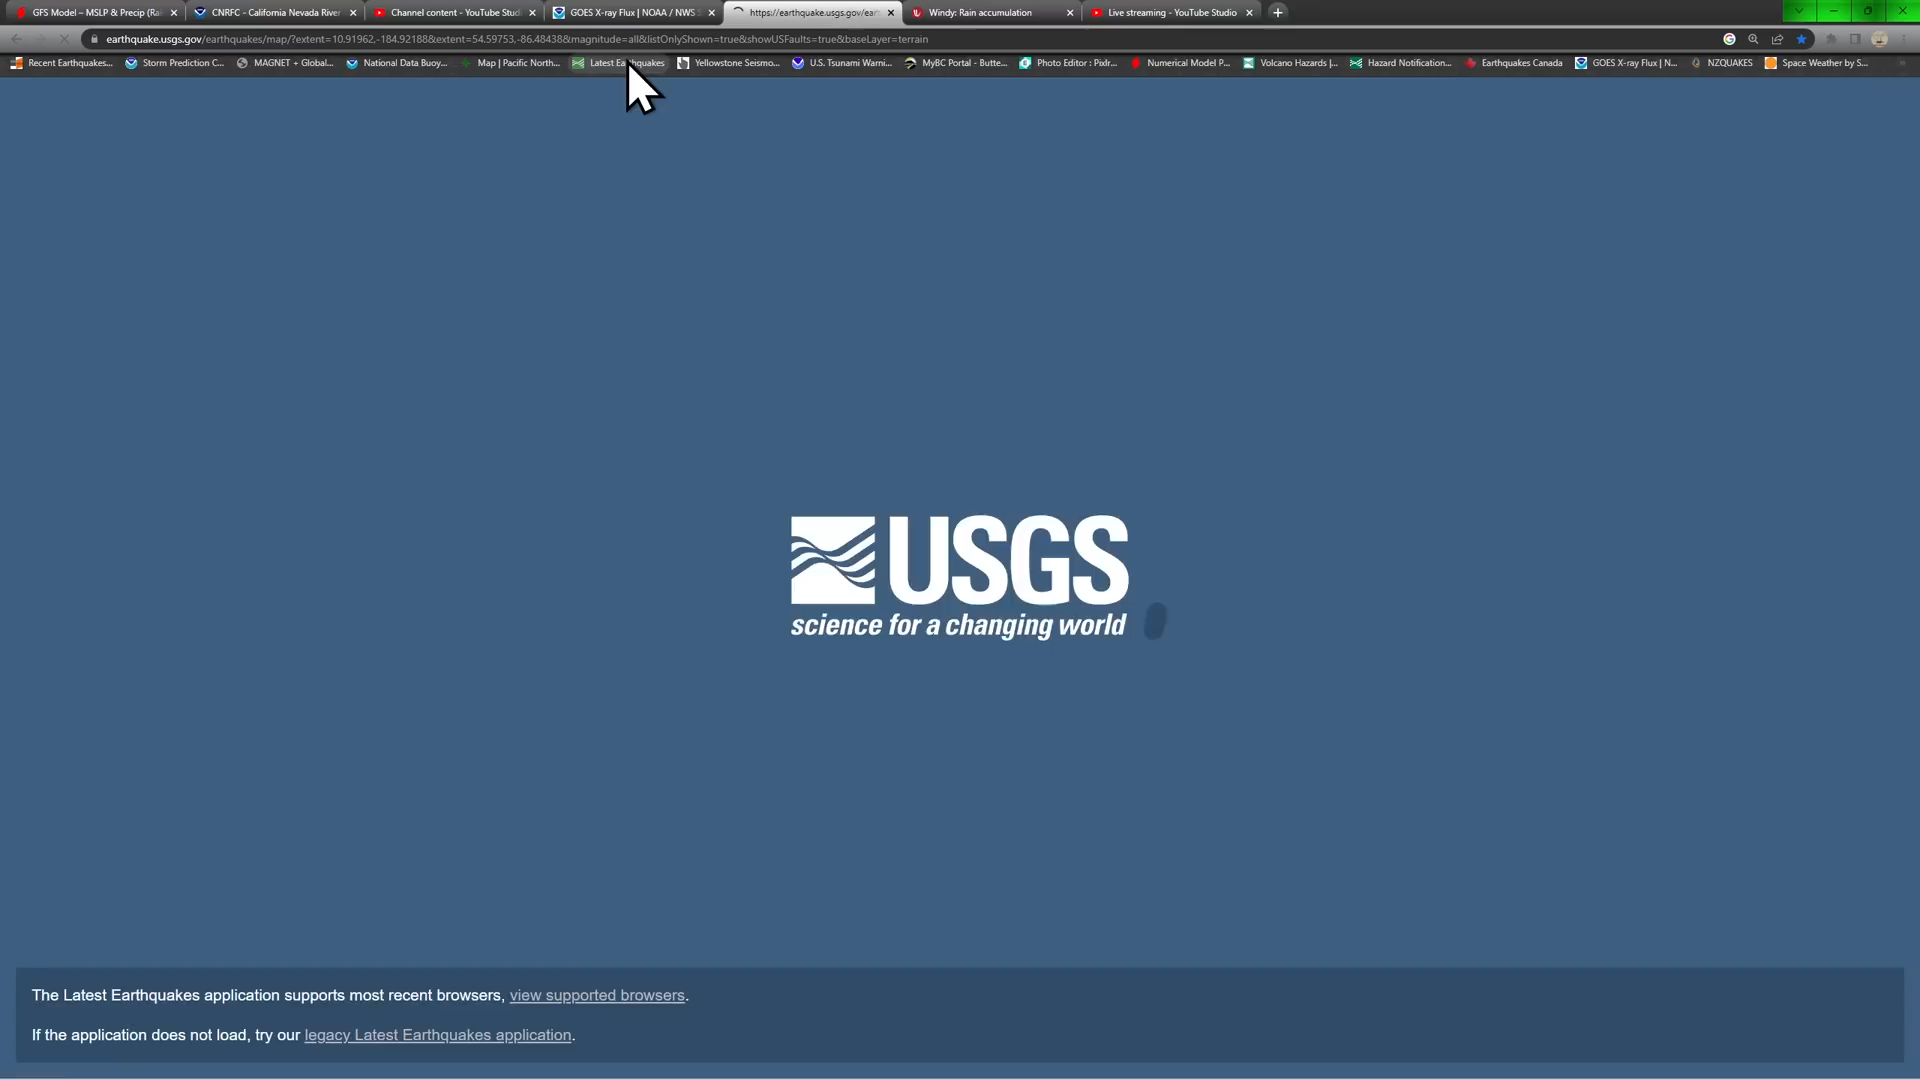 GFS Model – MSLP & Precip (Ra
CNRFC - California Nevada River
Channel content - YouTube Studi
GOES X-ray Flux | NOAA / NWS S
https://earthquake.usgs.gov/eart
Windy: Rain accumulation
Live streaming - YouTube Studio
earthquake.usgs.gov/earthquakes/map/?extent=10.91962,-184.92188&extent=54.59753,-86.48438&magnitude=all&listOnlyShown=true&showUSFaults=true&baseLayer=terrain
Recent Earthquakes...
Storm Prediction C...
MAGNET + Global...
National Data Buoy...
Map | Pacific North...
Latest Earthquakes
Yellowstone Seismo...
U.S. Tsunami Warni...
MyBC Portal - Butte...
Photo Editor : Pixlr...
Numerical Model P...
Volcano Hazards |...
Hazard Notification...
Earthquakes Canada
GOES X-ray Flux | N...
NZQUAKES
Space Weather by S...
USGS
science for a changing world
The Latest Earthquakes application supports most recent browsers, view supported browsers.
If the application does not load, try our legacy Latest Earthquakes application.